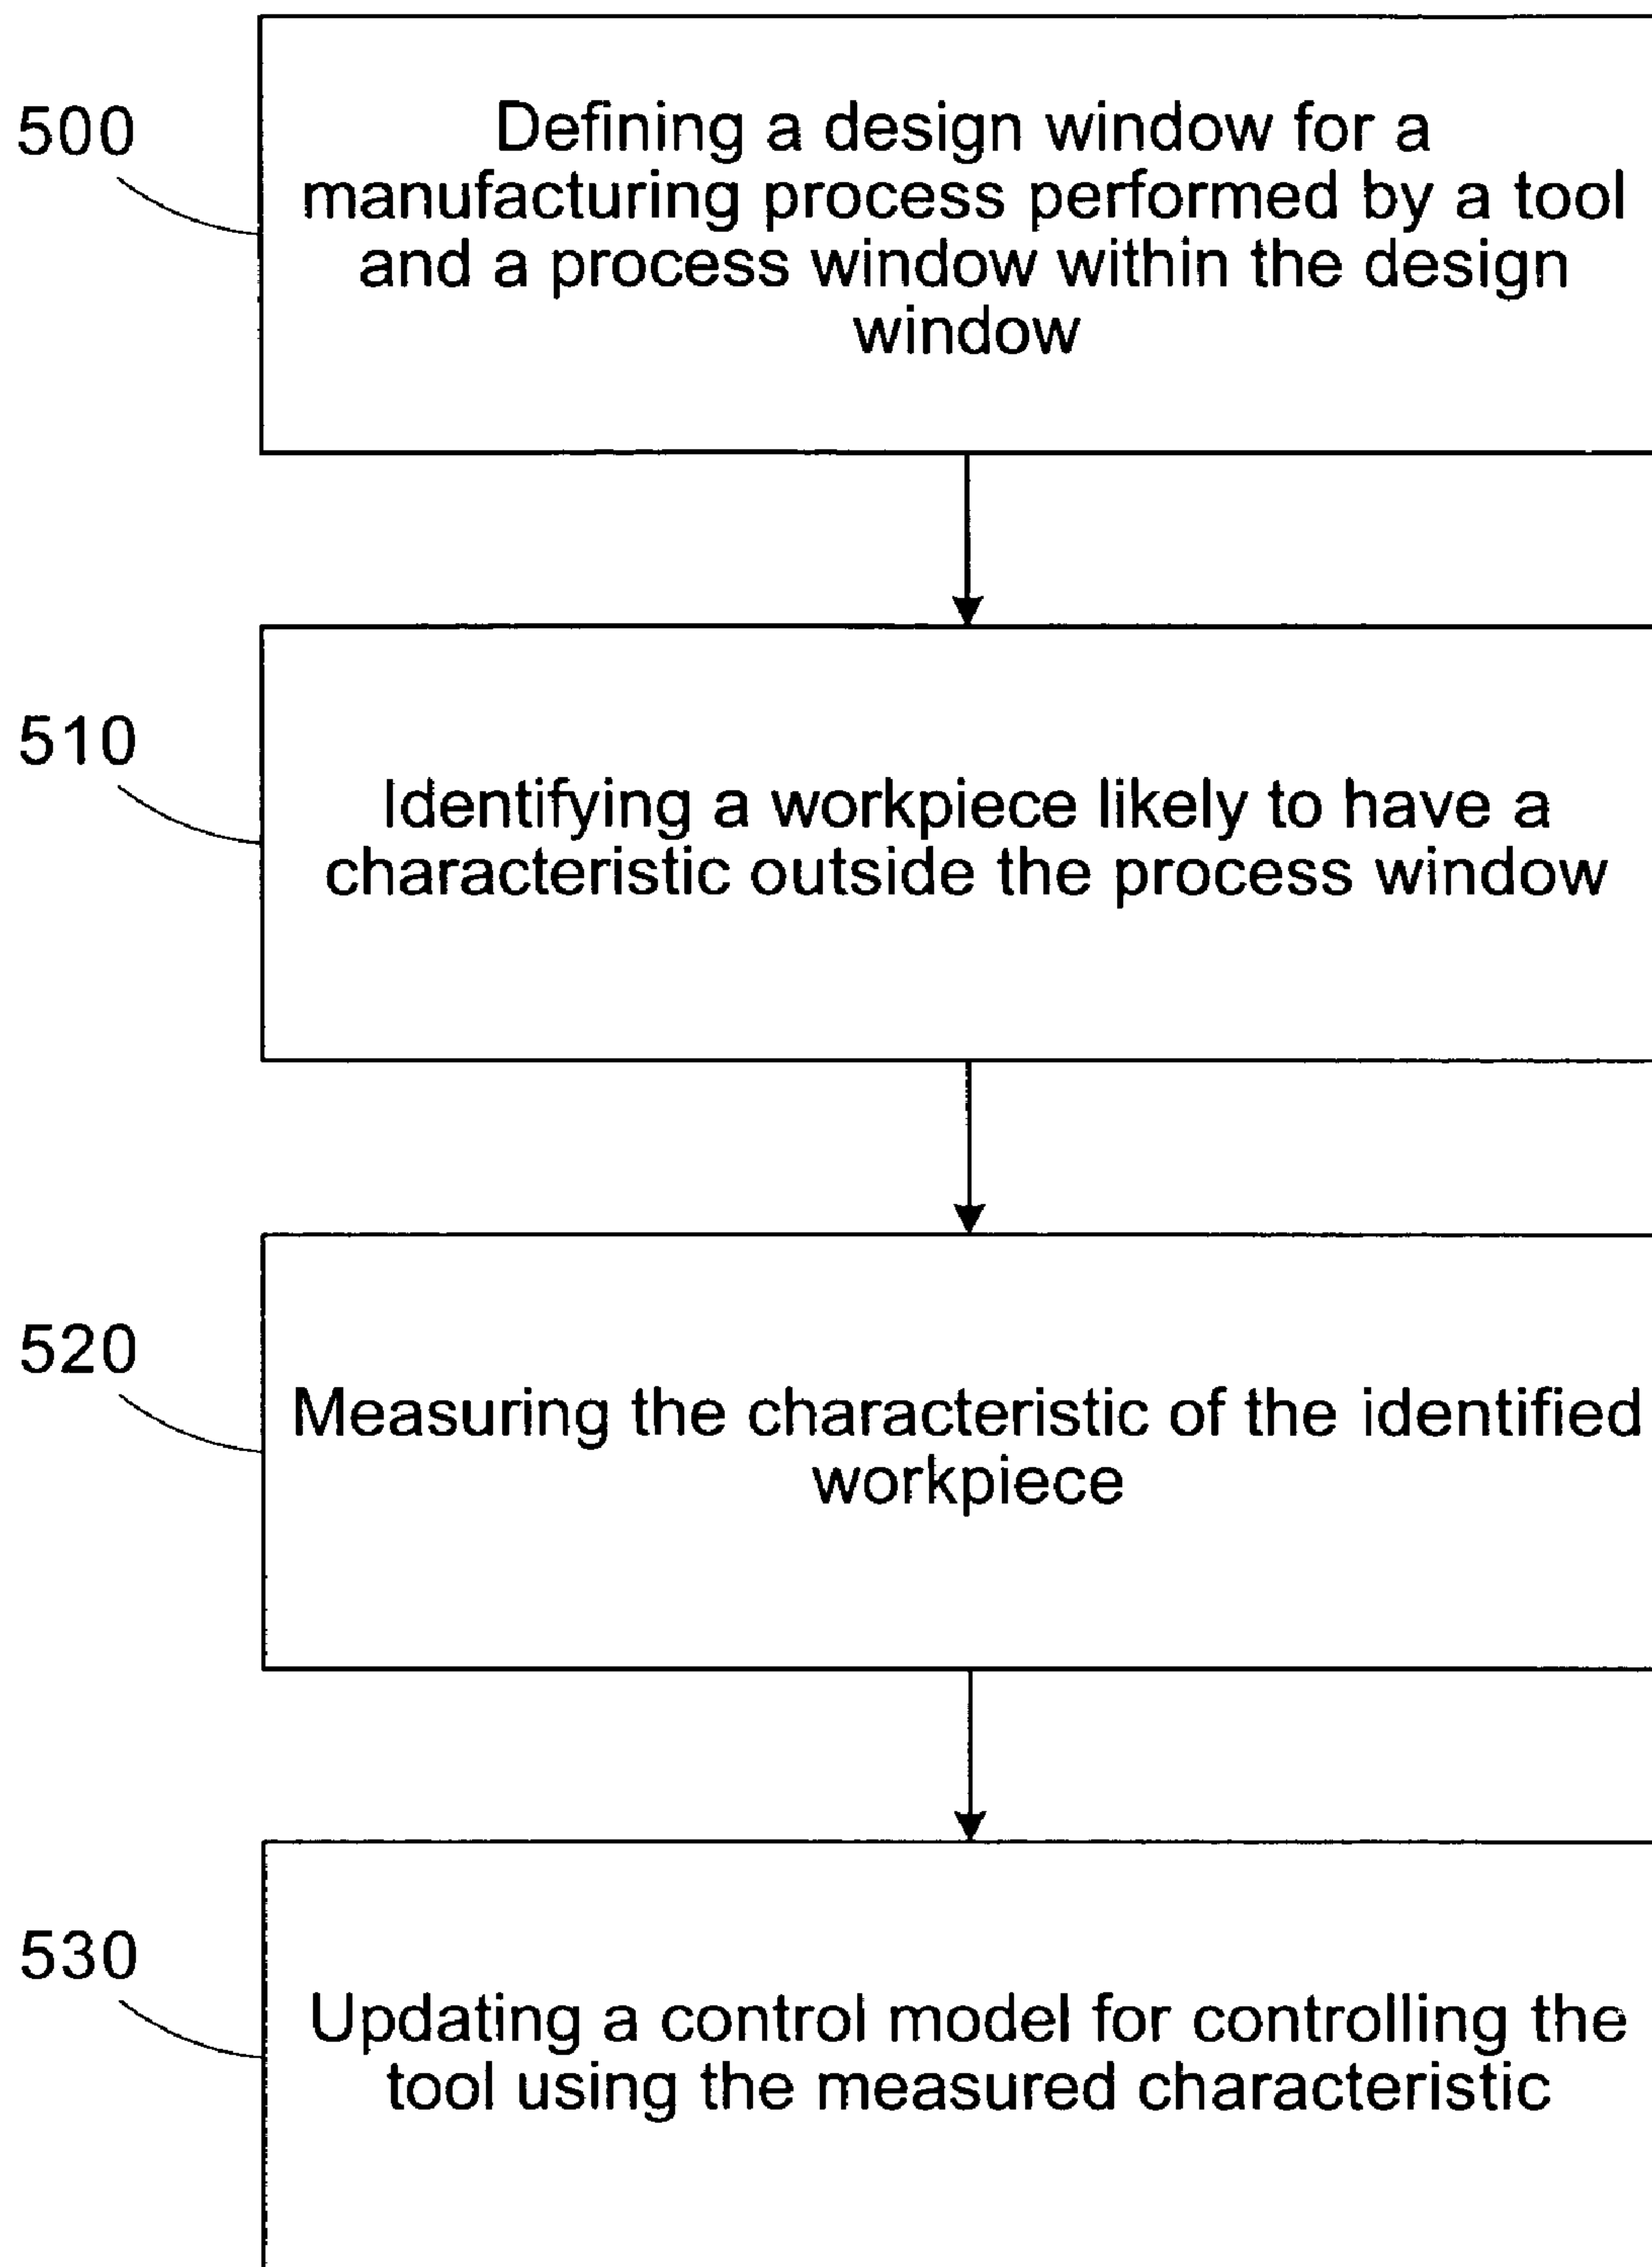 500
Defining a design window for a
manufacturing process performed by a tool
and a process window within the design
window
510
Identifying a workpiece likely to have a
characteristic outside the process window
520
Measuring the characteristic of the identified
workpiece
530
Updating a control model for controlling the
tool using the measured characteristic